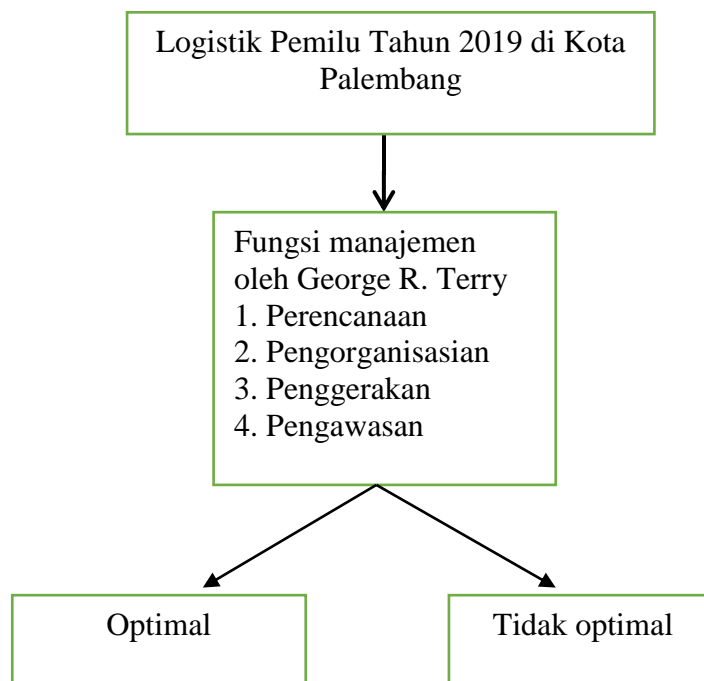 Logistik Pemilu Tahun 2019 di Kota
Palembang
Fungsi manajemen
oleh George R. Terry
1. Perencanaan
2. Pengorganisasian
3. Penggerakan
4. Pengawasan
Optimal
Tidak optimal